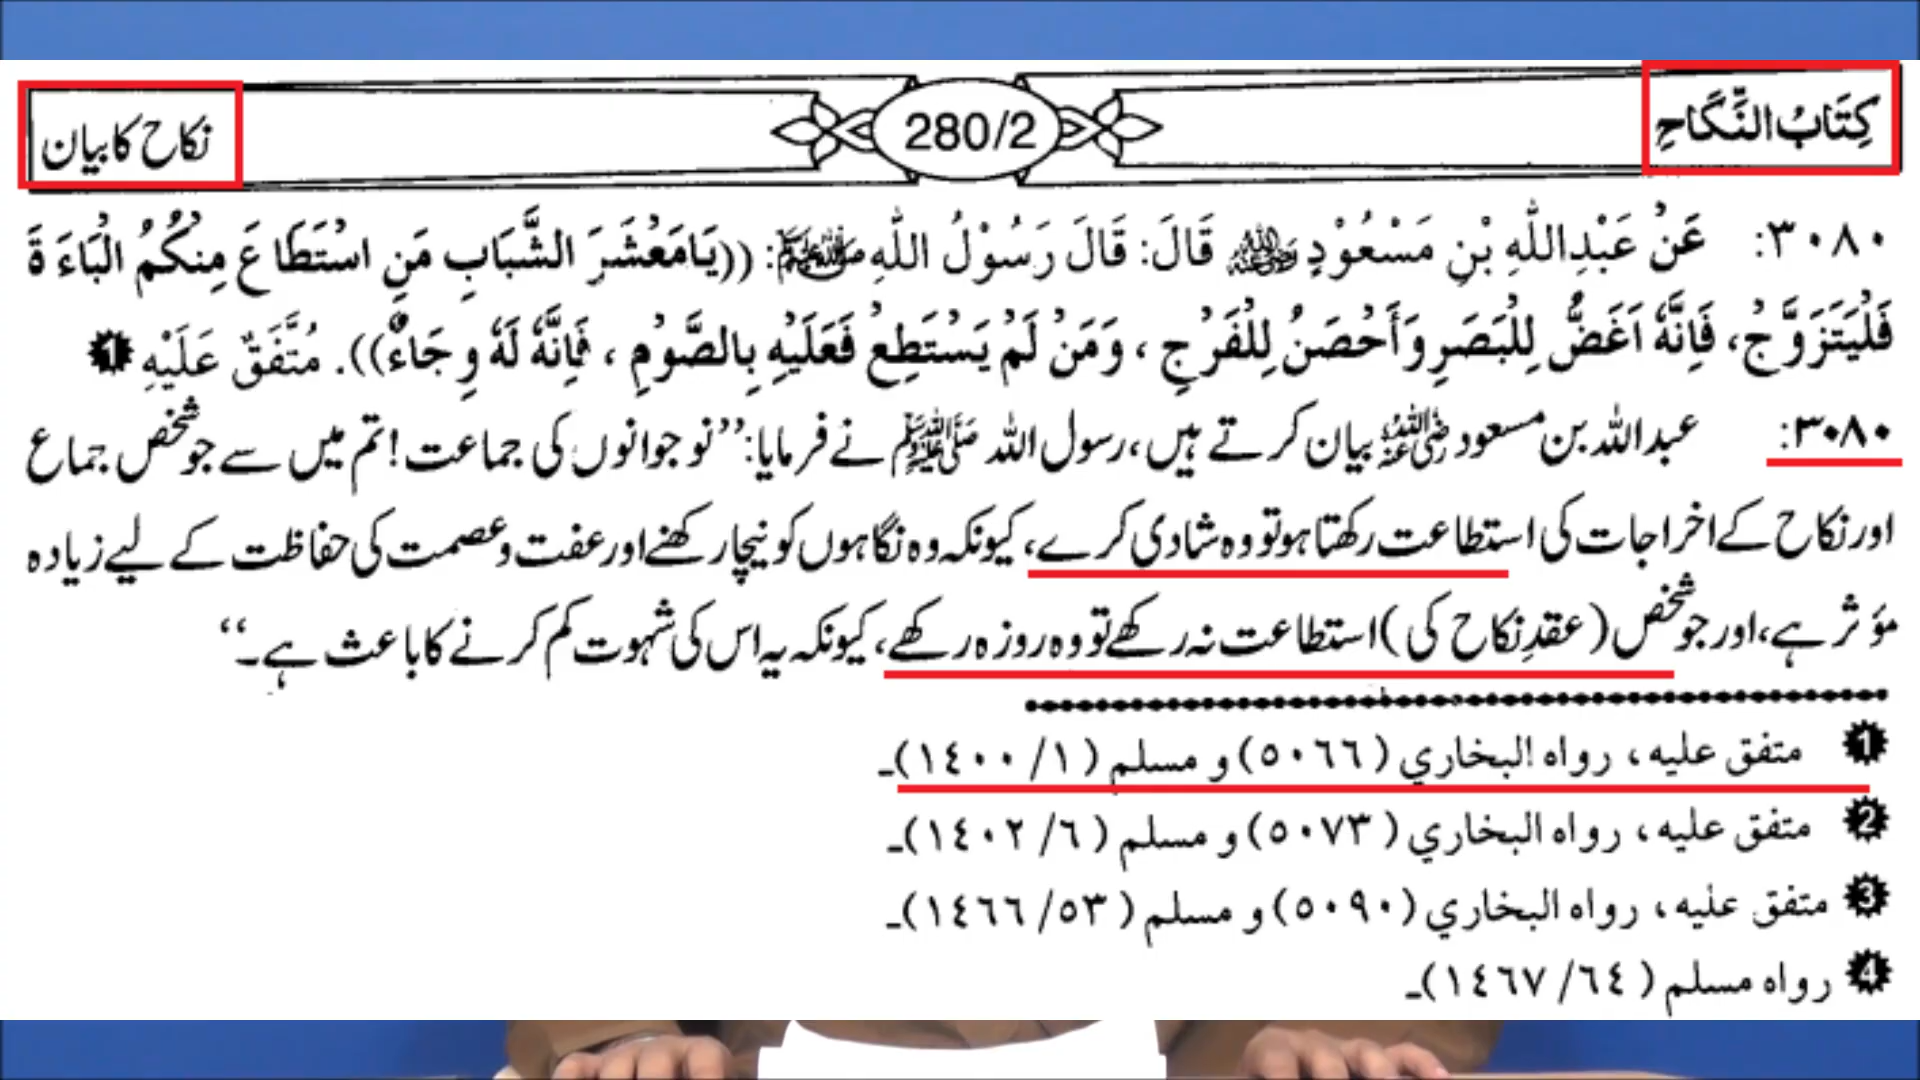 كِتَابُ النِّكَاحِ
280/2
نکاح کا بیان
٣٠٨٠: عَنْ عَبْدِ اللّٰهِ بْنِ مَسْعُوْدٍ رضي الله عنه قَالَ: قَالَ رَسُوْلُ اللّٰهِ ﷺ: ((يَامَعْشَرَ الشَّبَابِ مَنِ اسْتَطَاعَ مِنكُمُ الْبَاءَةَ
فَلْيَتَزَوَّجْ، فَاِنَّهٗ اَغَضُّ لِلْبَصَرِ وَأَحْصَنُ لِلْفَرْجِ، وَمَنْ لَمْ يَسْتَطِعْ فَعَلَيْهِ بِالصَّوْمِ، فَاِنَّهٗ لَهٗ وِجَاءٌ)). مُتَّفَقٌ عَلَيْهِ 1
٣٠٨٠: عبداللہ بن مسعود رضی اللہ عنہ بیان کرتے ہیں، رسول اللہ ﷺ نے فرمایا: ’’نوجوانوں کی جماعت! تم میں سے جو شخص جماع
اور نکاح کے اخراجات کی استطاعت رکھتا ہو تو وہ شادی کرے، کیونکہ وہ نگاہوں کو نیچا رکھنے اور عفت و عصمت کی حفاظت کے لیے زیادہ
مؤثر ہے، اور جو شخص (عقدِ نکاح کی) استطاعت نہ رکھے تو وہ روزہ رکھے، کیونکہ یہ اس کی شہوت کم کرنے کا باعث ہے۔‘‘
1 متفق عليه، رواه البخاري (٥٠٦٦) و مسلم (١/ ١٤٠٠)۔
2 متفق عليه، رواه البخاري (٥٠٧٣) و مسلم (٦/ ١٤٠٢)۔
3 متفق عليه، رواه البخاري (٥٠٩٠) و مسلم (٥٣/ ١٤٦٦)۔
4 رواه مسلم (٦٤/ ١٤٦٧)۔